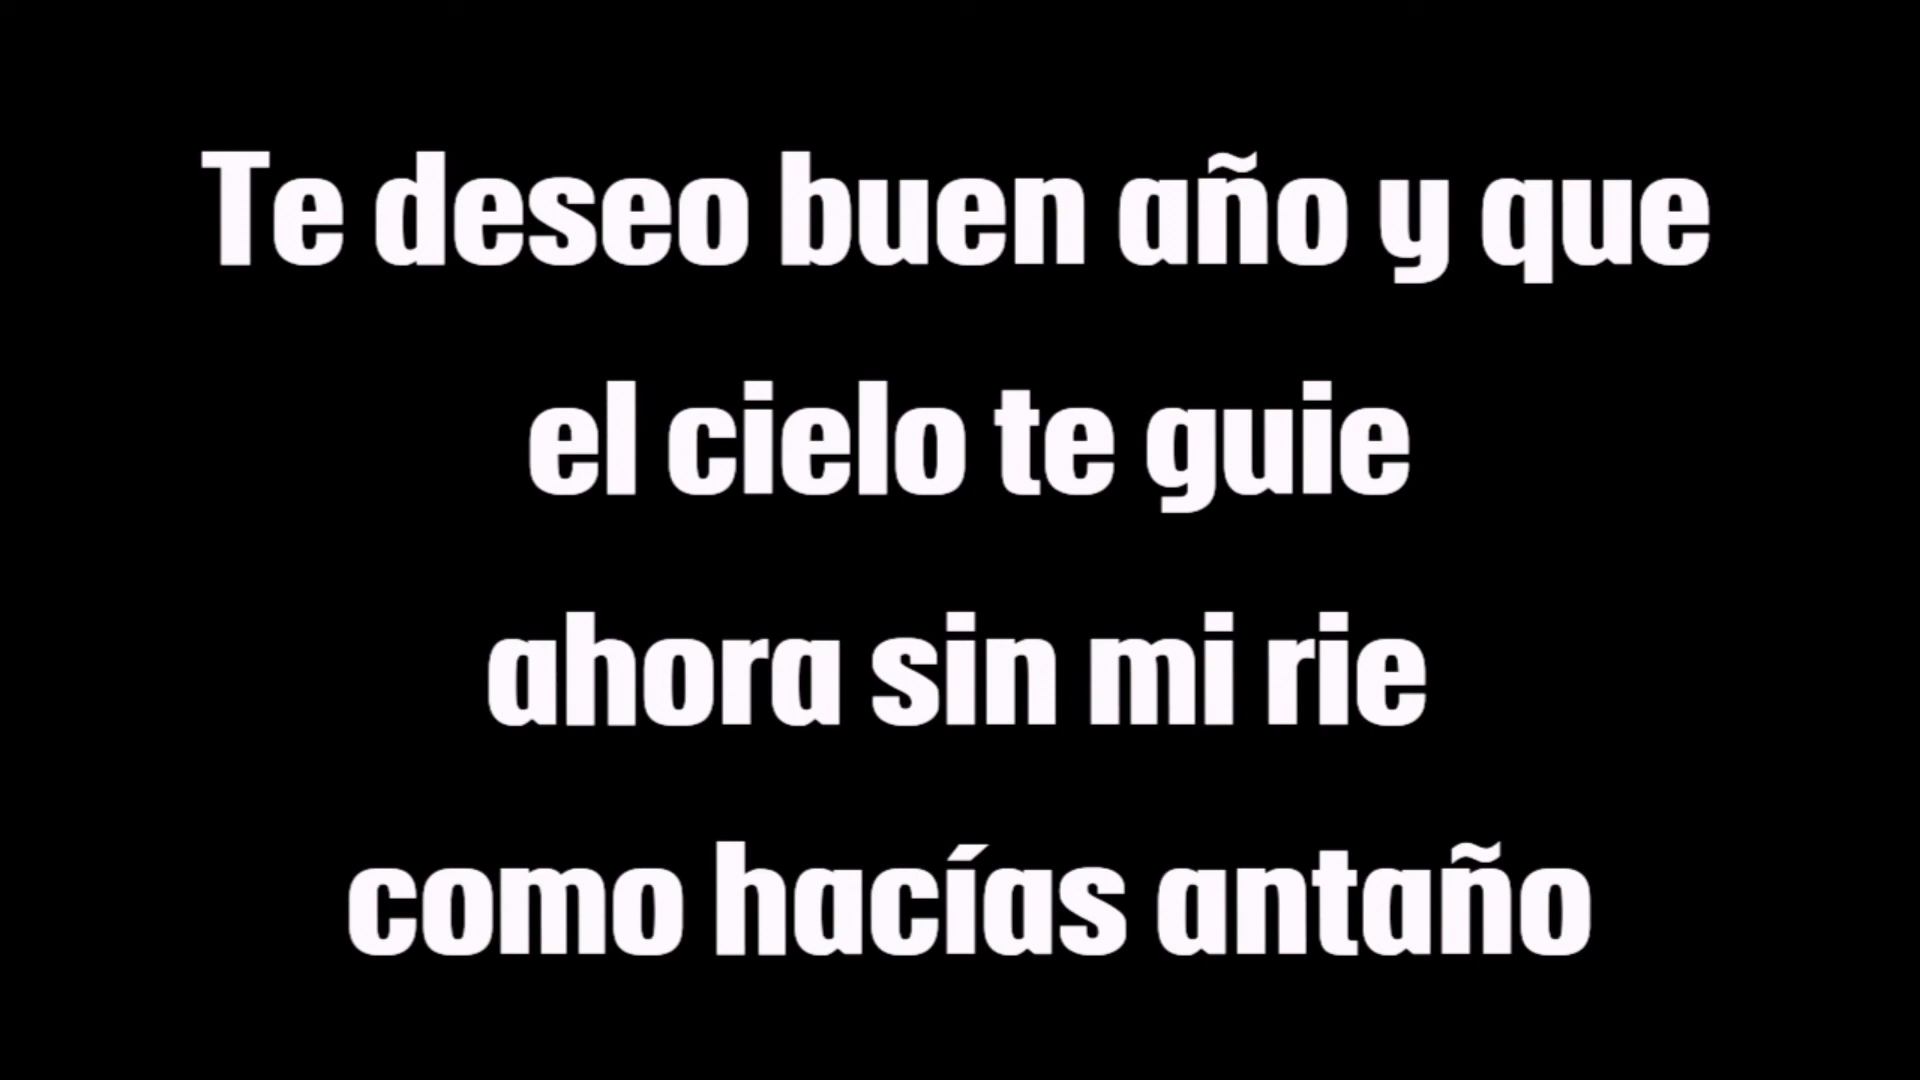 Te deseo buen año y que
el cielo te guie
ahora sin mi rie
como hacías antaño